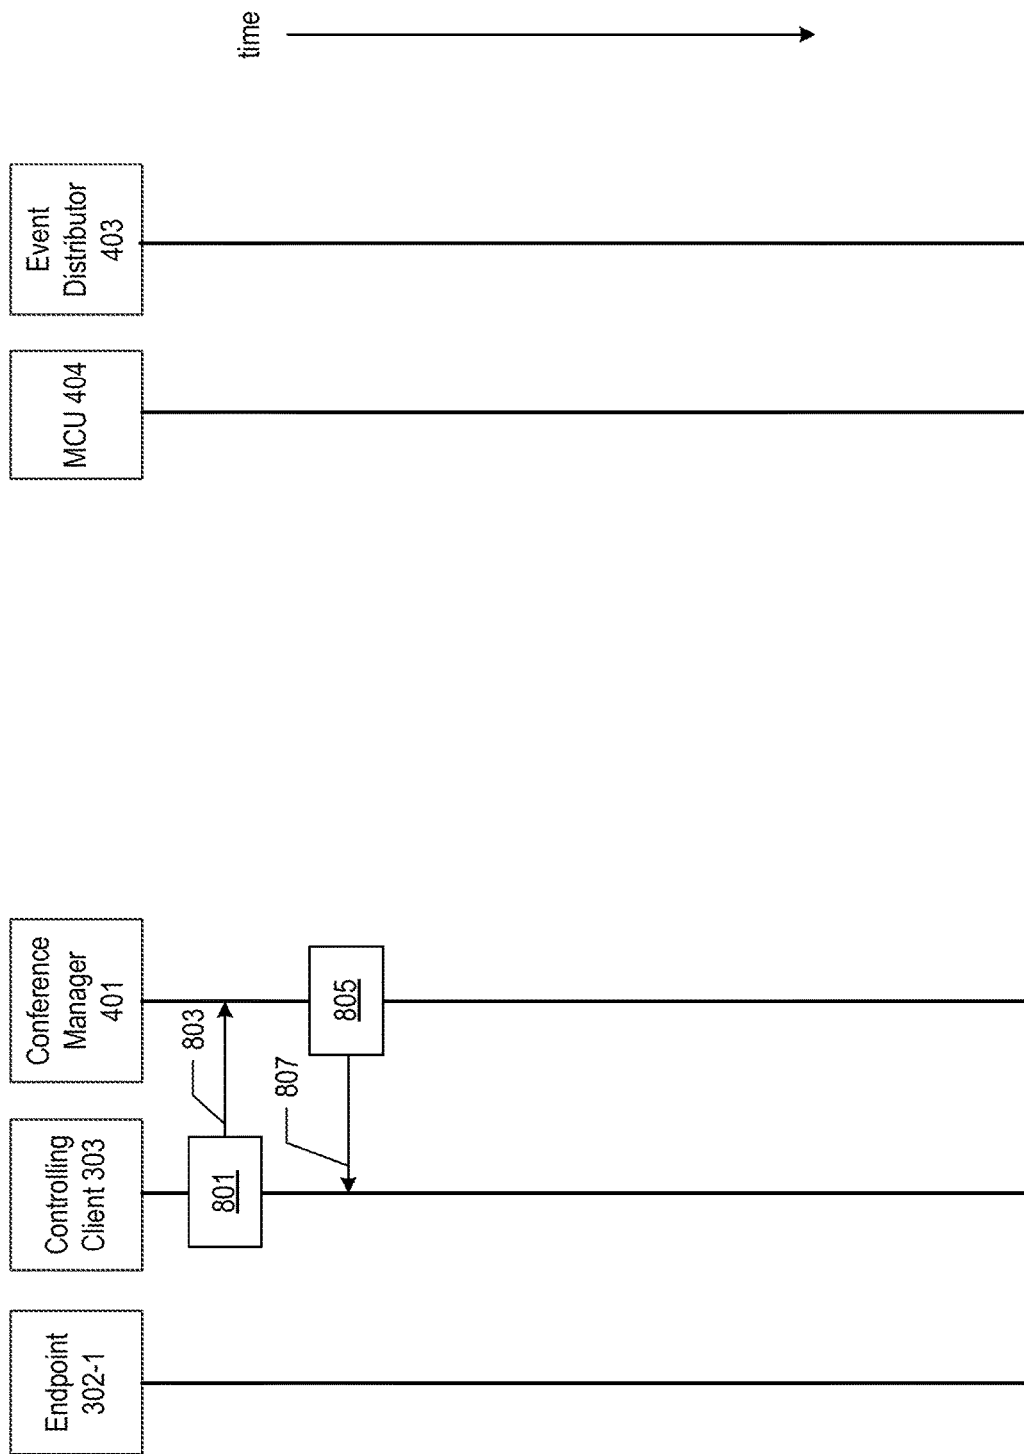 Endpoint
302-1
Controlling
Client 303
Conference
Manager
401
MCU 404
Event
Distributor
403
time
801
803
805
807